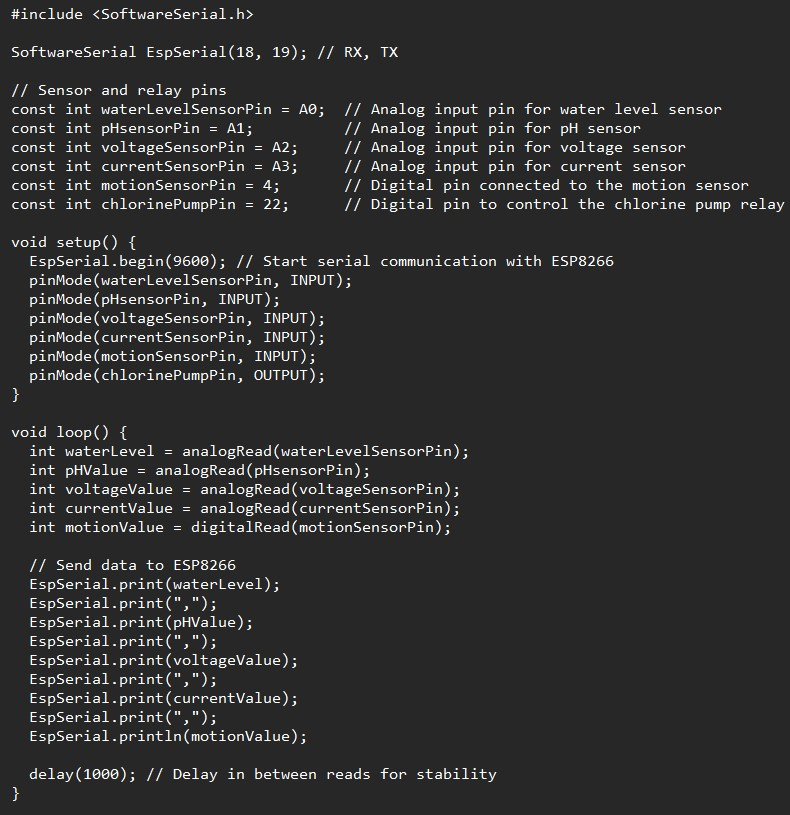 #include <SoftwareSerial.h>

SoftwareSerial EspSerial(18, 19); // RX, TX

// Sensor and relay pins
const int waterLevelSensorPin = A0;  // Analog input pin for water level sensor
const int pHsensorPin = A1;          // Analog input pin for pH sensor
const int voltageSensorPin = A2;     // Analog input pin for voltage sensor
const int currentSensorPin = A3;     // Analog input pin for current sensor
const int motionSensorPin = 4;       // Digital pin connected to the motion sensor
const int chlorinePumpPin = 22;      // Digital pin to control the chlorine pump relay

void setup() {
  EspSerial.begin(9600); // Start serial communication with ESP8266
  pinMode(waterLevelSensorPin, INPUT);
  pinMode(pHsensorPin, INPUT);
  pinMode(voltageSensorPin, INPUT);
  pinMode(currentSensorPin, INPUT);
  pinMode(motionSensorPin, INPUT);
  pinMode(chlorinePumpPin, OUTPUT);
}

void loop() {
  int waterLevel = analogRead(waterLevelSensorPin);
  int pHValue = analogRead(pHsensorPin);
  int voltageValue = analogRead(voltageSensorPin);
  int currentValue = analogRead(currentSensorPin);
  int motionValue = digitalRead(motionSensorPin);

  // Send data to ESP8266
  EspSerial.print(waterLevel);
  EspSerial.print(",");
  EspSerial.print(pHValue);
  EspSerial.print(",");
  EspSerial.print(voltageValue);
  EspSerial.print(",");
  EspSerial.print(currentValue);
  EspSerial.print(",");
  EspSerial.println(motionValue);

  delay(1000); // Delay in between reads for stability
}